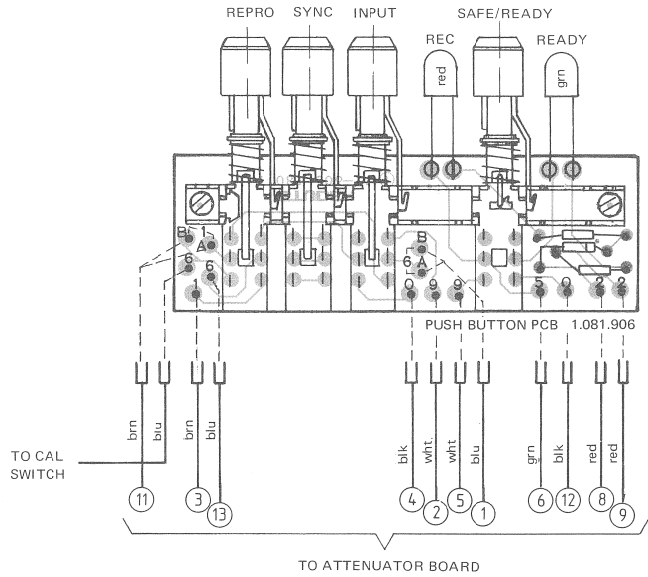 REPRO SYNC INPUT SAFE/READY
REC READY
red grn
B 1 A
6 6
1
B
6 A
0 9 9 5 0 2 2
PUSH BUTTON PCB 1.081.906
brn blu brn blu blk wht. wht blu grn, blk red red
TO CAL
SWITCH
11 3 13 4 2 5 1 6 12 8 9
TO ATTENUATOR BOARD